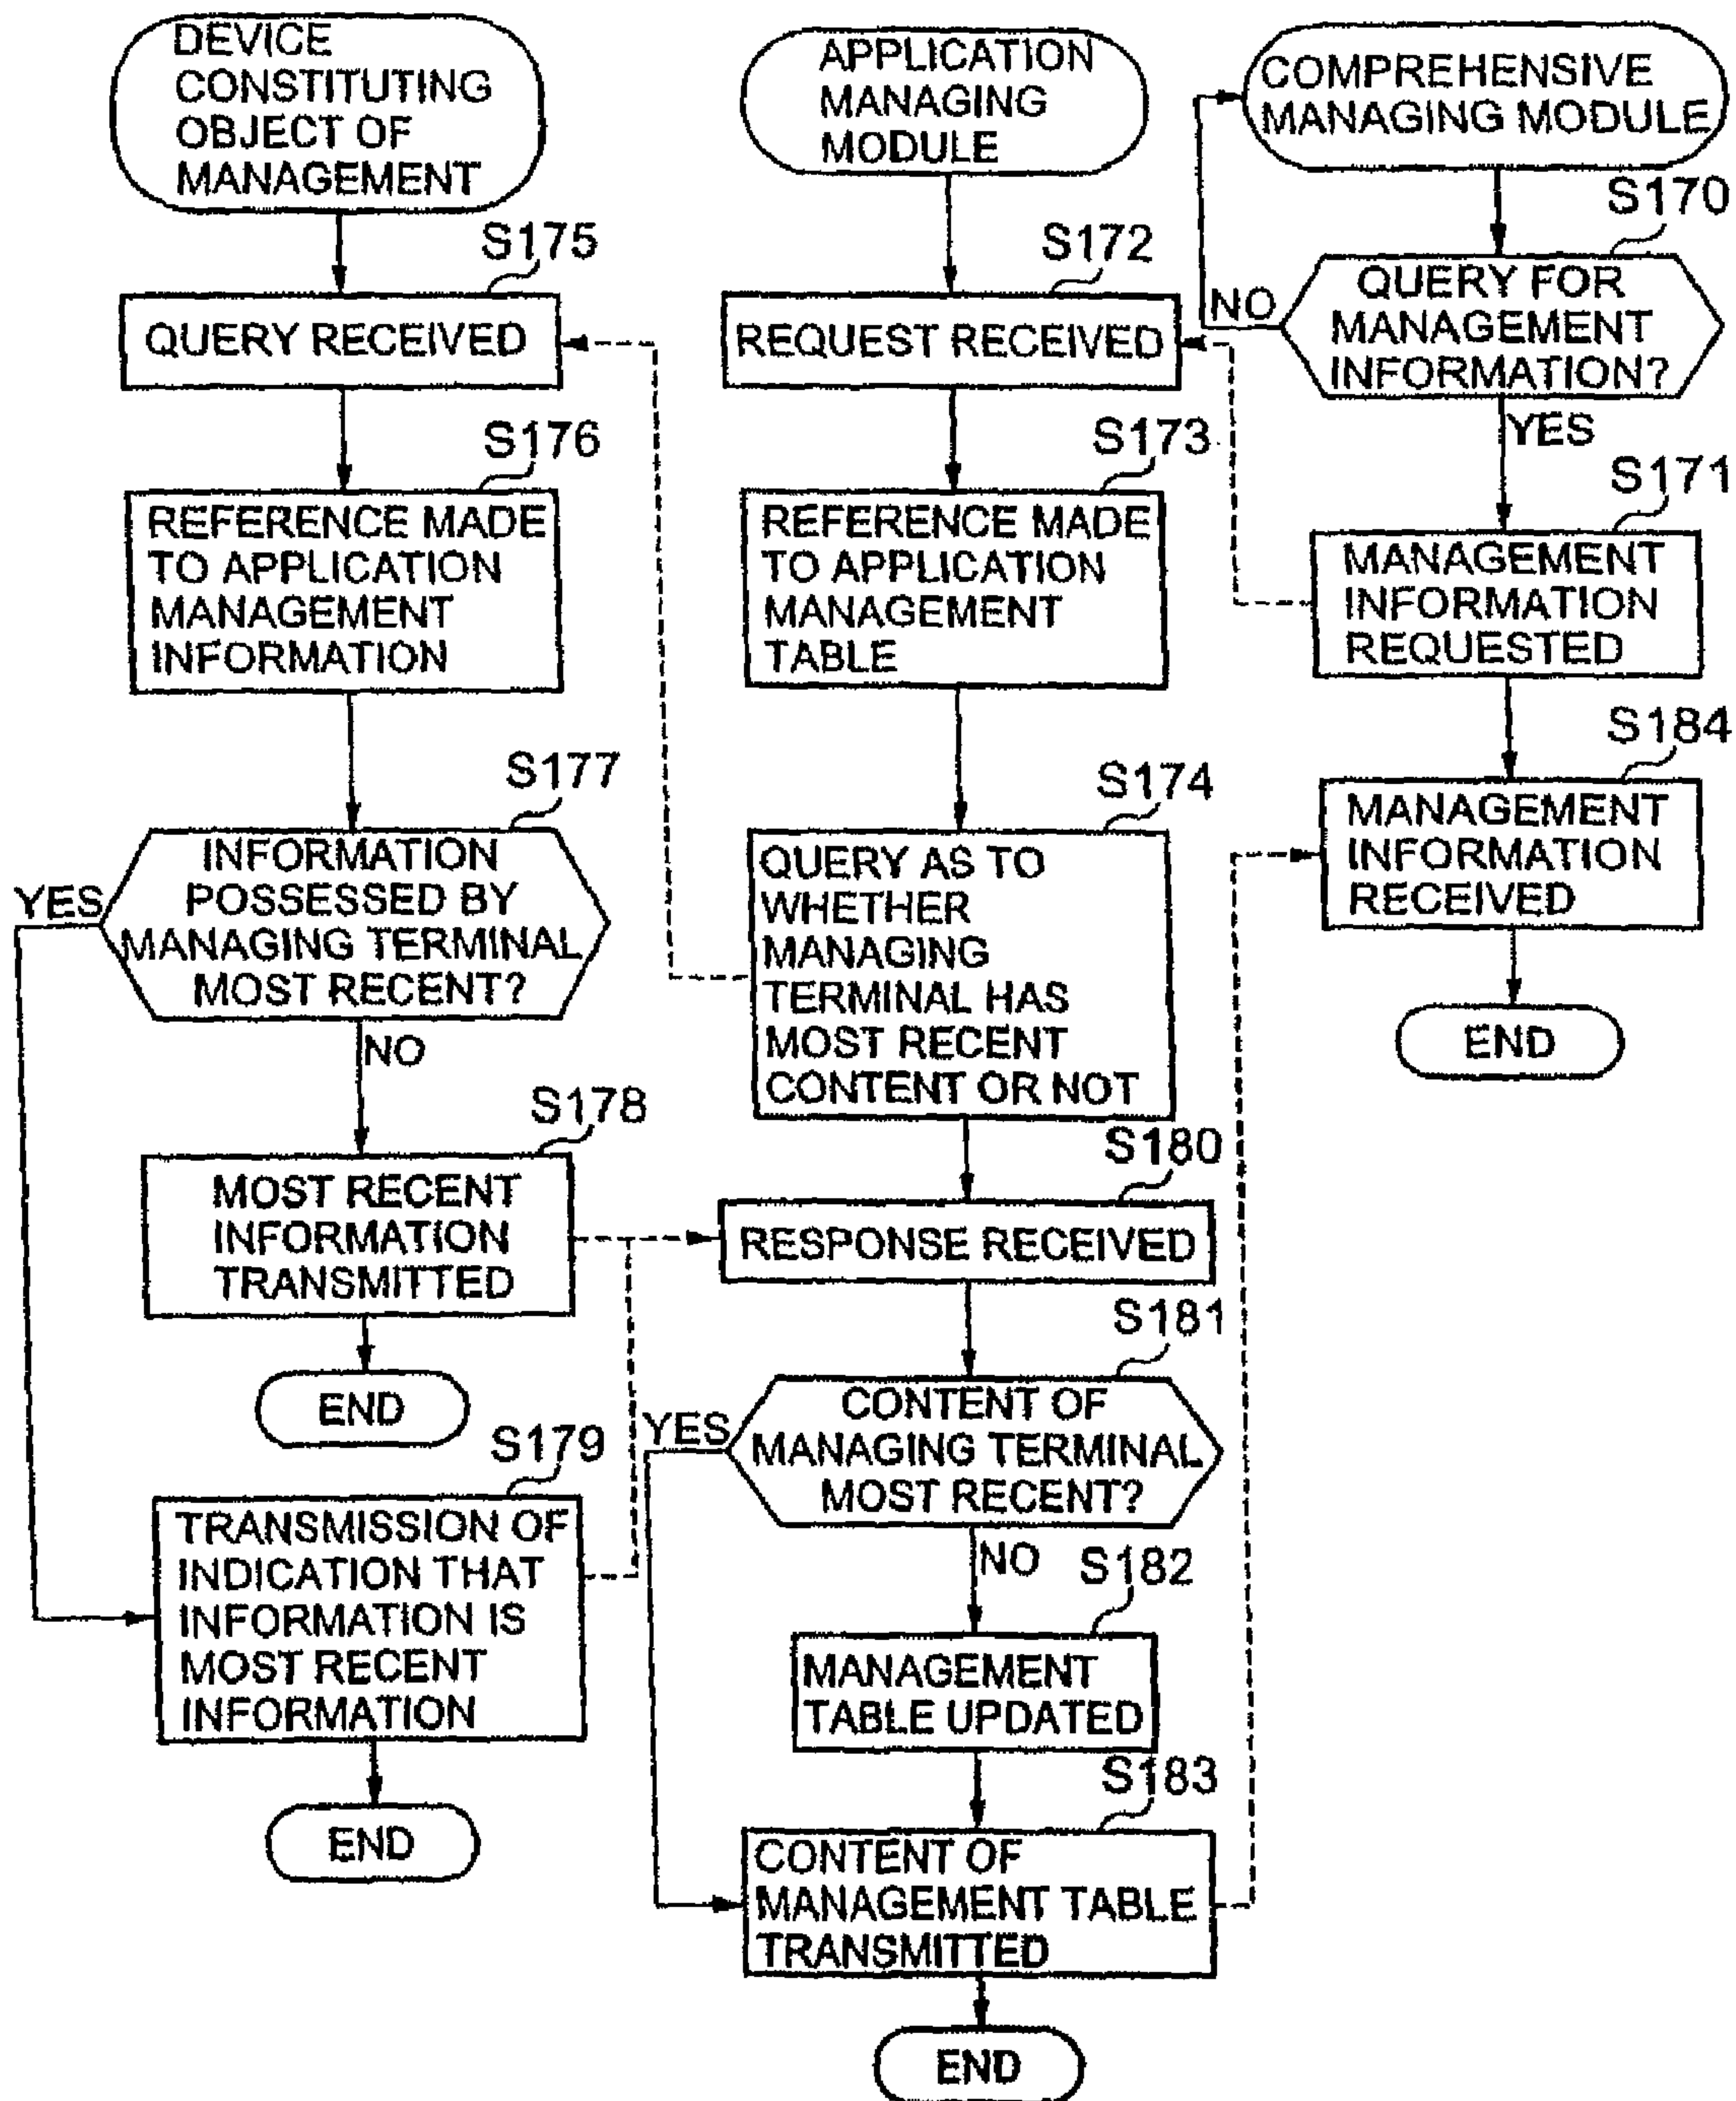 DEVICE
CONSTITUTING
OBJECT OF
MANAGEMENT
S175
QUERY RECEIVED
S176
REFERENCE MADE
TO APPLICATION
MANAGEMENT
INFORMATION
S177
INFORMATION
POSSESSED BY
MANAGING TERMINAL
MOST RECENT?
YES
NO
S178
MOST RECENT
INFORMATION
TRANSMITTED
END
S179
TRANSMISSION OF
INDICATION THAT
INFORMATION IS
MOST RECENT
INFORMATION
END
APPLICATION
MANAGING
MODULE
S172
REQUEST RECEIVED
S173
REFERENCE MADE
TO APPLICATION
MANAGEMENT
TABLE
S174
QUERY AS TO
WHETHER
MANAGING
TERMINAL HAS
MOST RECENT
CONTENT OR NOT
S180
RESPONSE RECEIVED
S181
CONTENT OF
MANAGING TERMINAL
MOST RECENT?
YES
NO
S182
MANAGEMENT
TABLE UPDATED
S183
CONTENT OF
MANAGEMENT TABLE
TRANSMITTED
END
COMPREHENSIVE
MANAGING MODULE
S170
QUERY FOR
MANAGEMENT
INFORMATION?
NO
YES
S171
MANAGEMENT
INFORMATION
REQUESTED
S184
MANAGEMENT
INFORMATION
RECEIVED
END